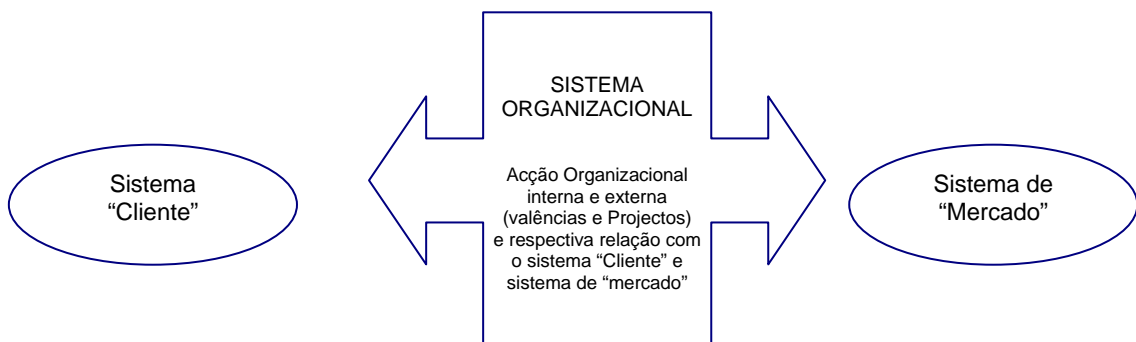 Sistema
“Cliente”
SISTEMA
ORGANIZACIONAL
Acção Organizacional
interna e externa
(valências e Projectos)
e respectiva relação com
o sistema “Cliente” e
sistema de “mercado”
Sistema de
“Mercado”